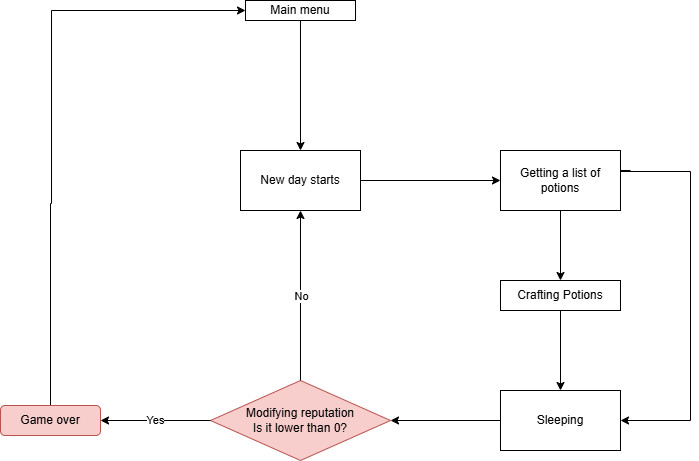 Main menu
New day starts
Getting a list of
potions
No
Crafting Potions
Game over
Yes
Modifying reputation
Is it lower than 0?
Sleeping